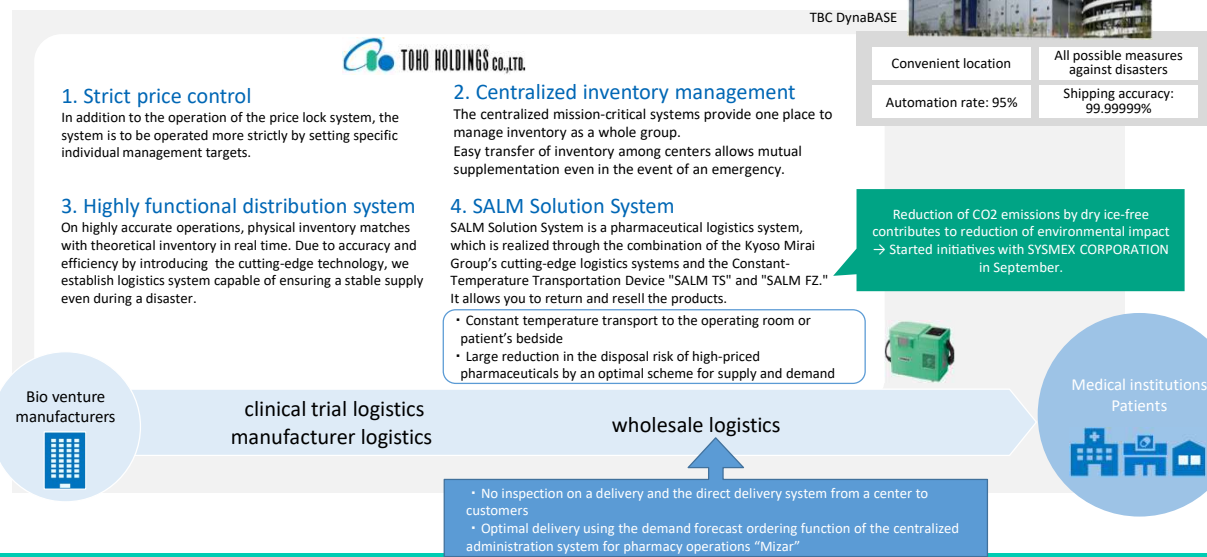 TBC DynaBASE
Convenient location
All possible measures
against disasters
Automation rate: 95%
Shipping accuracy:
99.99999%
TOHO HOLDINGS CO.,LTD.
1. Strict price control
In addition to the operation of the price lock system, the
system is to be operated more strictly by setting specific
individual management targets.
2. Centralized inventory management
The centralized mission-critical systems provide one place to
manage inventory as a whole group.
Easy transfer of inventory among centers allows mutual
supplementation even in the event of an emergency.
3. Highly functional distribution system
On highly accurate operations, physical inventory matches
with theoretical inventory in real time. Due to accuracy and
efficiency by introducing the cutting-edge technology, we
establish logistics system capable of ensuring a stable supply
even during a disaster.
4. SALM Solution System
SALM Solution System is a pharmaceutical logistics system,
which is realized through the combination of the Kyoso Mirai
Group's cutting-edge logistics systems and the Constant-
Temperature Transportation Device "SALM TS" and "SALM FZ."
It allows you to return and resell the products.
・Constant temperature transport to the operating room or
patient's bedside
・Large reduction in the disposal risk of high-priced
pharmaceuticals by an optimal scheme for supply and demand
Reduction of CO2 emissions by dry ice-free
contributes to reduction of environmental impact
→ Started initiatives with SYSMEX CORPORATION
in September.
Bio venture
manufacturers
clinical trial logistics
manufacturer logistics
wholesale logistics
Medical institutions
Patients
・No inspection on a delivery and the direct delivery system from a center to
customers
・Optimal delivery using the demand forecast ordering function of the centralized
administration system for pharmacy operations "Mizar"